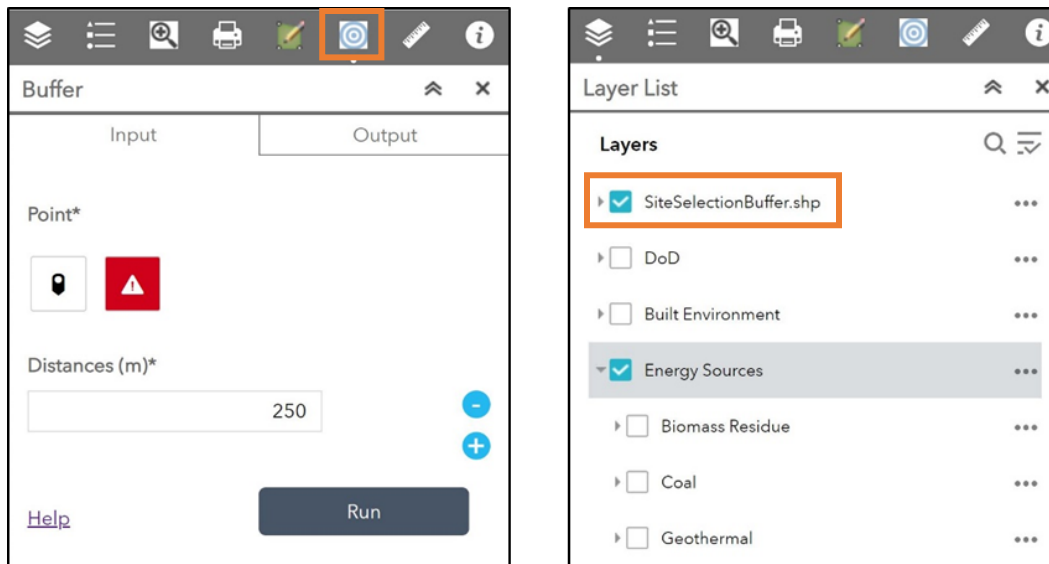 Buffer
Input Output
Point*
Distances (m)*
250
-
+
Help
Run
Layer List
Layers
SiteSelectionBuffer.shp
DoD
Built Environment
Energy Sources
Biomass Residue
Coal
Geothermal